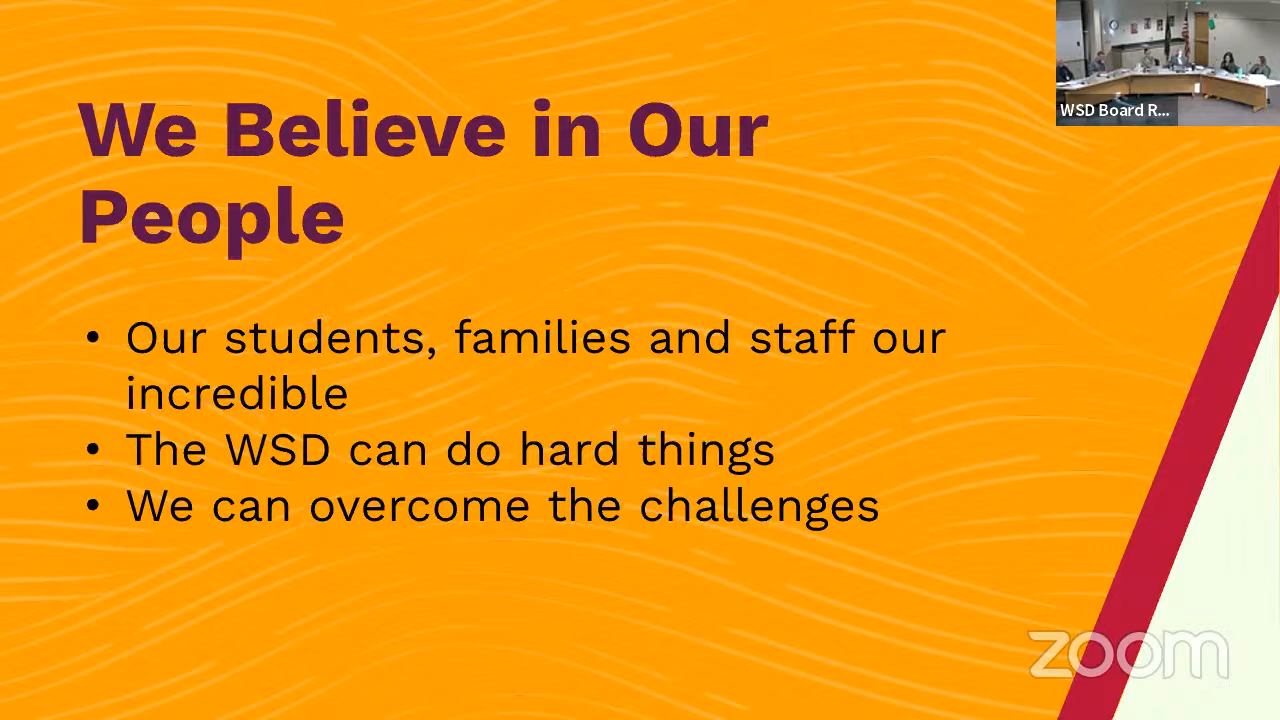 WSD Board R...
We Believe in Our
People
• Our students, families and staff our
incredible
• The WSD can do hard things
• We can overcome the challenges
zoom